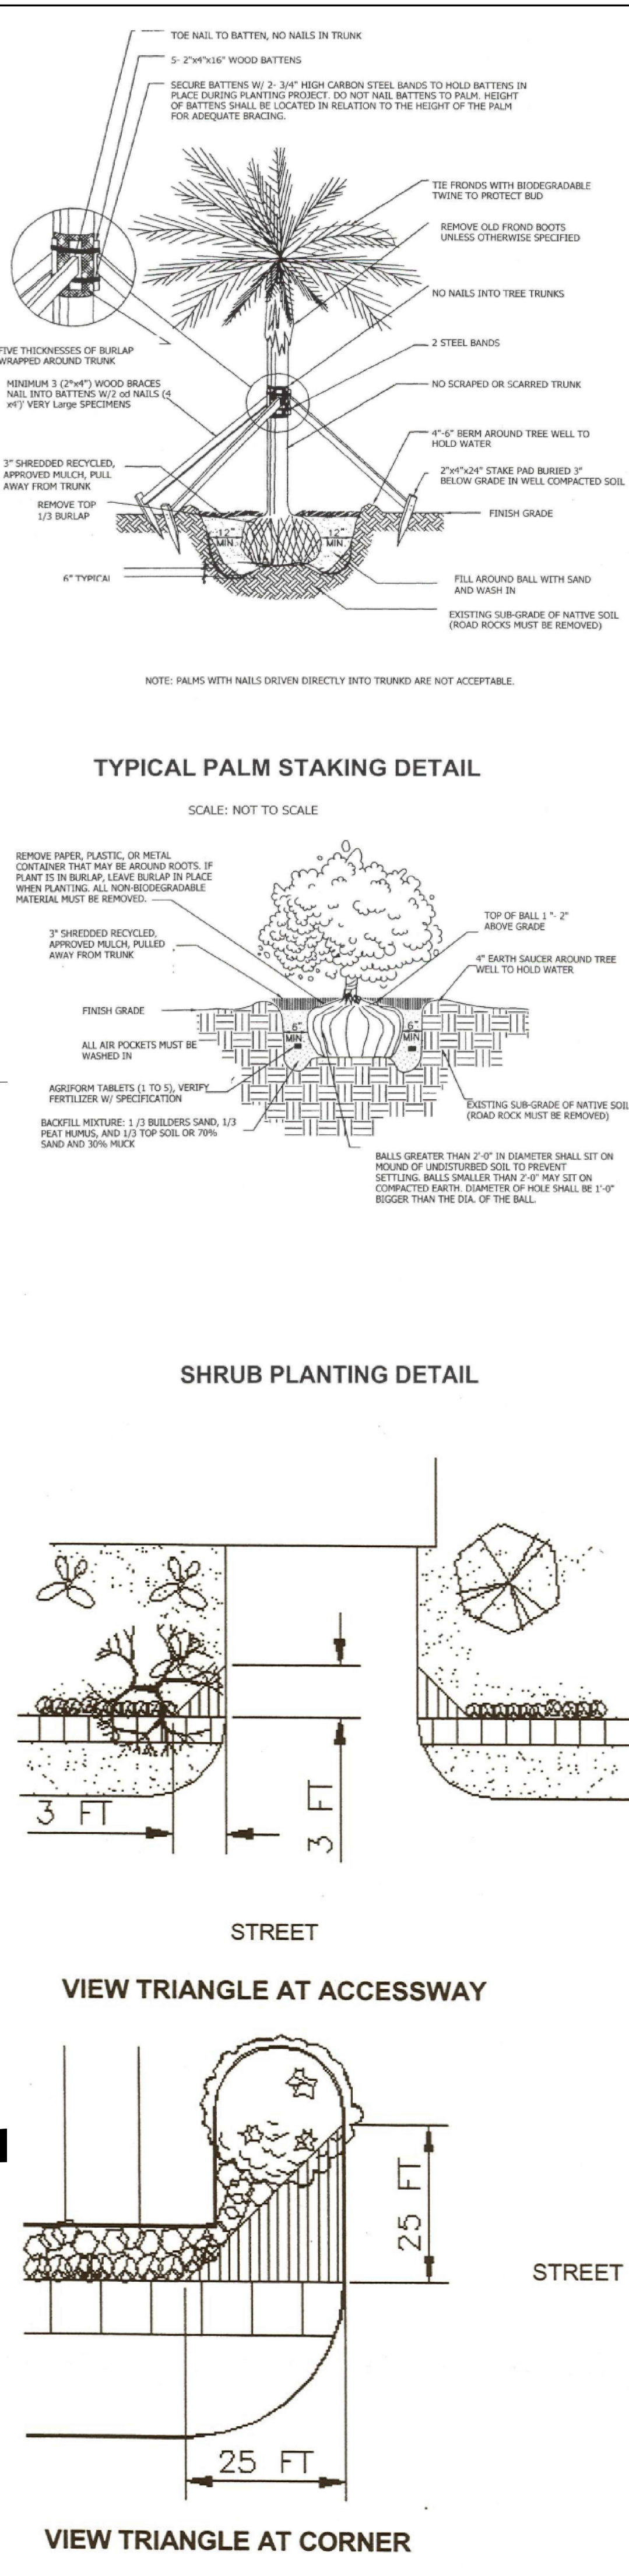 TOE NAIL TO BATTEN, NO NAILS IN TRUNK
5- 2"x4"x16" WOOD BATTENS
SECURE BATTENS W/ 2- 3/4" HIGH CARBON STEEL BANDS TO HOLD BATTENS IN
PLACE DURING PLANTING PROJECT. DO NOT NAIL BATTENS TO PALM. HEIGHT
OF BATTENS SHALL BE LOCATED IN RELATION TO THE HEIGHT OF THE PALM
FOR ADEQUATE BRACING.
TIE FRONDS WITH BIODEGRADABLE
TWINE TO PROTECT BUD
REMOVE OLD FROND BOOTS
UNLESS OTHERWISE SPECIFIED
NO NAILS INTO TREE TRUNKS
2 STEEL BANDS
FIVE THICKNESSES OF BURLAP
WRAPPED AROUND TRUNK
NO SCRAPED OR SCARRED TRUNK
MINIMUM 3 (2"x4") WOOD BRACES
NAIL INTO BATTENS W/2 od NAILS (4
x4')' VERY Large SPECIMENS
4"-6" BERM AROUND TREE WELL TO
HOLD WATER
3" SHREDDED RECYCLED,
APPROVED MULCH, PULL
AWAY FROM TRUNK
2"x4"x24" STAKE PAD BURIED 3"
BELOW GRADE IN WELL COMPACTED SOIL
REMOVE TOP
1/3 BURLAP
FINISH GRADE
12"
MIN.
12"
MIN.
6" TYPICAL
FILL AROUND BALL WITH SAND
AND WASH IN
EXISTING SUB-GRADE OF NATIVE SOIL
(ROAD ROCKS MUST BE REMOVED)
NOTE: PALMS WITH NAILS DRIVEN DIRECTLY INTO TRUNKD ARE NOT ACCEPTABLE.
TYPICAL PALM STAKING DETAIL
SCALE: NOT TO SCALE
REMOVE PAPER, PLASTIC, OR METAL
CONTAINER THAT MAY BE AROUND ROOTS. IF
PLANT IS IN BURLAP, LEAVE BURLAP IN PLACE
WHEN PLANTING. ALL NON-BIODEGRADABLE
MATERIAL MUST BE REMOVED.
TOP OF BALL 1 "- 2"
ABOVE GRADE
3" SHREDDED RECYCLED,
APPROVED MULCH, PULLED
AWAY FROM TRUNK
4" EARTH SAUCER AROUND TREE
WELL TO HOLD WATER
FINISH GRADE
6"
MIN.
6"
MIN.
ALL AIR POCKETS MUST BE
WASHED IN
AGRIFORM TABLETS (1 TO 5), VERIFY
FERTILIZER W/ SPECIFICATION
EXISTING SUB-GRADE OF NATIVE SOIL
(ROAD ROCK MUST BE REMOVED)
BACKFILL MIXTURE: 1 /3 BUILDERS SAND, 1/3
PEAT HUMUS, AND 1/3 TOP SOIL OR 70%
SAND AND 30% MUCK
BALLS GREATER THAN 2'-0" IN DIAMETER SHALL SIT ON
MOUND OF UNDISTURBED SOIL TO PREVENT
SETTLING. BALLS SMALLER THAN 2'-0" MAY SIT ON
COMPACTED EARTH. DIAMETER OF HOLE SHALL BE 1'-0"
BIGGER THAN THE DIA. OF THE BALL.
SHRUB PLANTING DETAIL
3 FT
3 FT
STREET
VIEW TRIANGLE AT ACCESSWAY
25 FT
STREET
25 FT
VIEW TRIANGLE AT CORNER